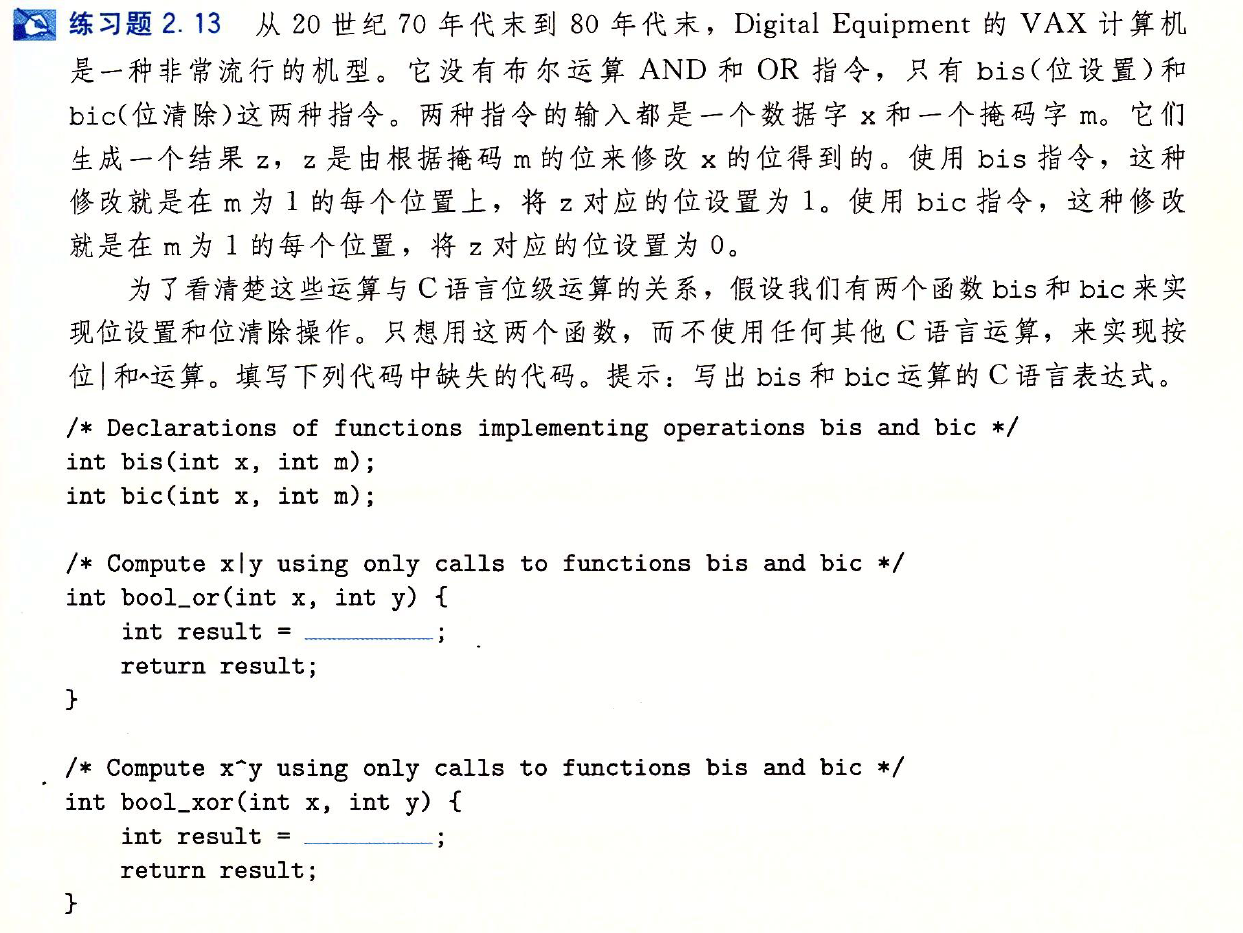 练习题 2.13 从 20 世纪 70 年代末到 80 年代末，Digital Equipment 的 VAX 计算机
是一种非常流行的机型。它没有布尔运算 AND 和 OR 指令，只有 bis(位设置)和
bic(位清除)这两种指令。两种指令的输入都是一个数据字 x 和一个掩码字 m。它们
生成一个结果 z，z 是由根据掩码 m 的位来修改 x 的位得到的。使用 bis 指令，这种
修改就是在 m 为 1 的每个位置上，将 z 对应的位设置为 1。使用 bic 指令，这种修改
就是在 m 为 1 的每个位置，将 z 对应的位设置为 0。
为了看清楚这些运算与 C 语言位级运算的关系，假设我们有两个函数 bis 和 bic 来实
现位设置和位清除操作。只想用这两个函数，而不使用任何其他 C 语言运算，来实现按
位|和^运算。填写下列代码中缺失的代码。提示：写出 bis 和 bic 运算的 C 语言表达式。
/* Declarations of functions implementing operations bis and bic */
int bis(int x, int m);
int bic(int x, int m);
/* Compute x|y using only calls to functions bis and bic */
int bool_or(int x, int y) {
int result = ________;
return result;
}
/* Compute x^y using only calls to functions bis and bic */
int bool_xor(int x, int y) {
int result = ________;
return result;
}